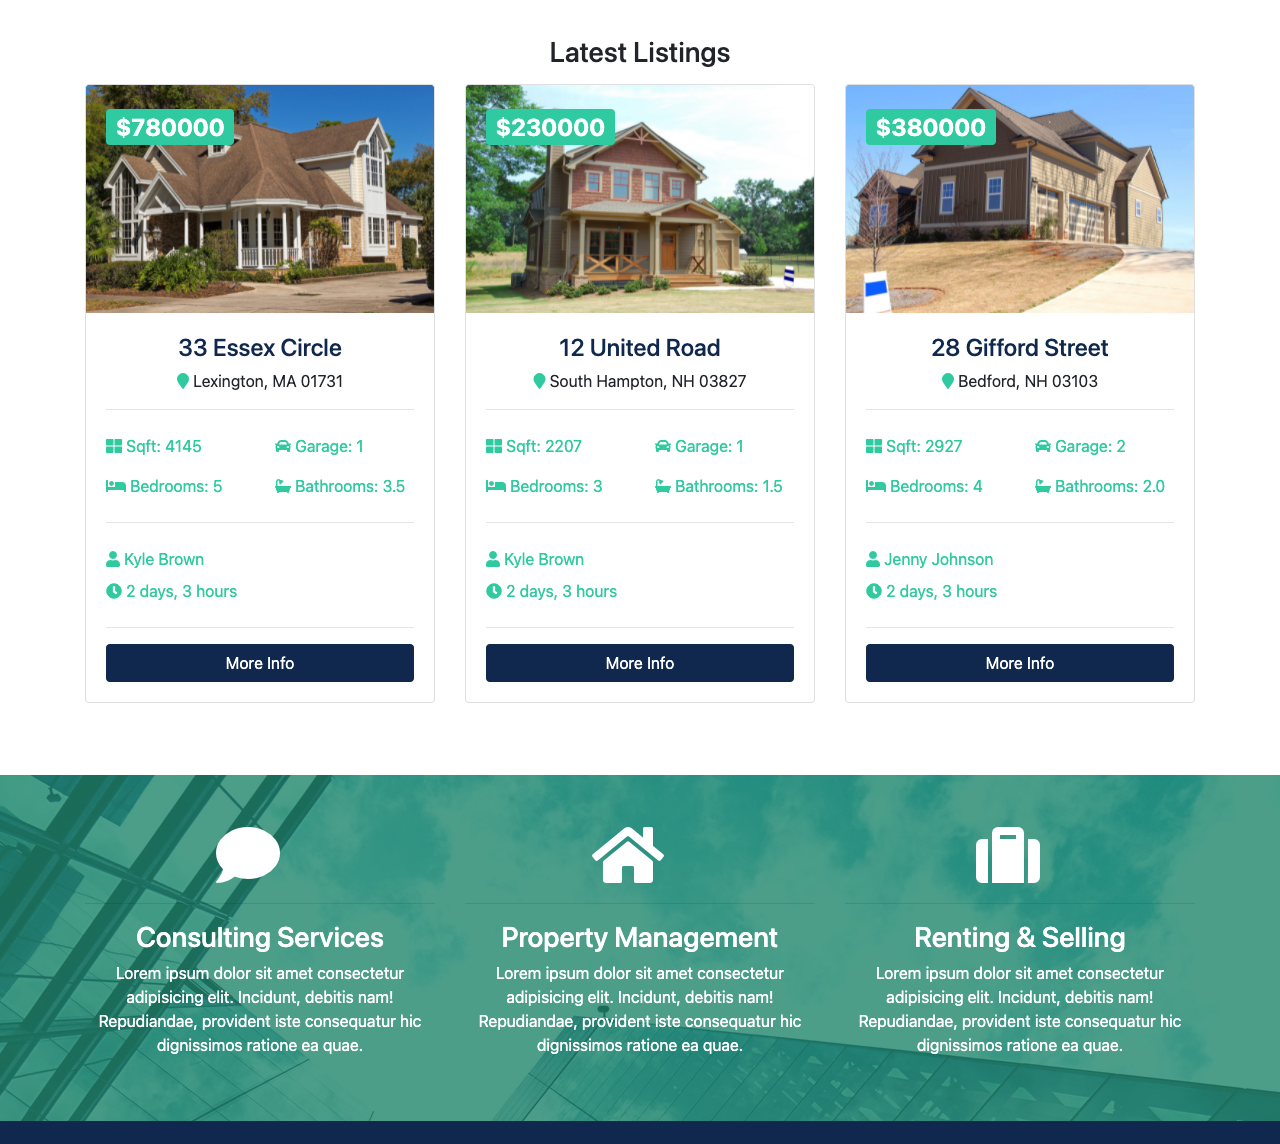 Latest Listings
$780000
$230000
$380000
33 Essex Circle
Lexington, MA 01731
Sqft: 4145
Garage: 1
Bedrooms: 5
Bathrooms: 3.5
Kyle Brown
2 days, 3 hours
More Info
12 United Road
South Hampton, NH 03827
Sqft: 2207
Garage: 1
Bedrooms: 3
Bathrooms: 1.5
Kyle Brown
2 days, 3 hours
More Info
28 Gifford Street
Bedford, NH 03103
Sqft: 2927
Garage: 2
Bedrooms: 4
Bathrooms: 2.0
Jenny Johnson
2 days, 3 hours
More Info
Consulting Services
Lorem ipsum dolor sit amet consectetur
adipisicing elit. Incidunt, debitis nam!
Repudiandae, provident iste consequatur hic
dignissimos ratione ea quae.
Property Management
Lorem ipsum dolor sit amet consectetur
adipisicing elit. Incidunt, debitis nam!
Repudiandae, provident iste consequatur hic
dignissimos ratione ea quae.
Renting & Selling
Lorem ipsum dolor sit amet consectetur
adipisicing elit. Incidunt, debitis nam!
Repudiandae, provident iste consequatur hic
dignissimos ratione ea quae.